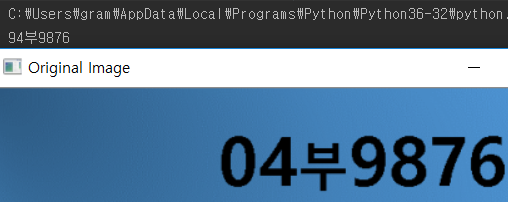 C:₩Users₩gram₩AppData₩Local₩Programs₩Python₩Python36-32₩python.
94부9876
Original Image
04부9876